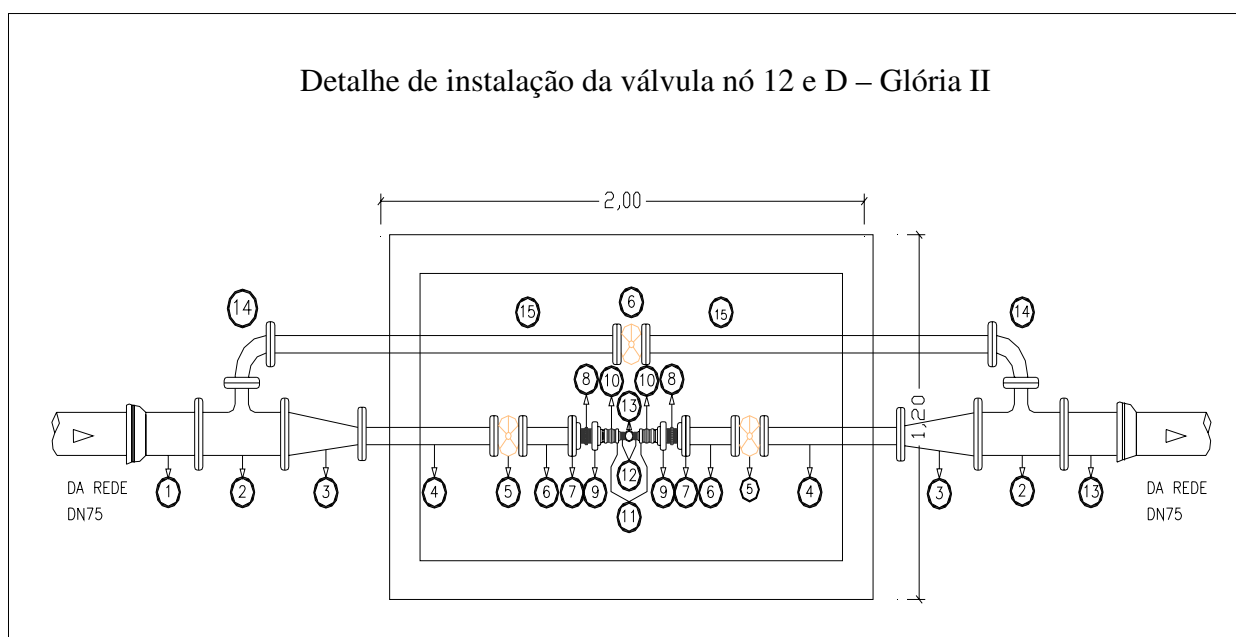 Detalhe de instalação da válvula nó 12 e D – Glória II
2,00
14 15 6 15 14
8 10 13 10 8
1,20
12
1 2 3 4 5 6 7 9 9 7 6 5 4 3 2 13
11
DA REDE
DN75
DA REDE
DN75